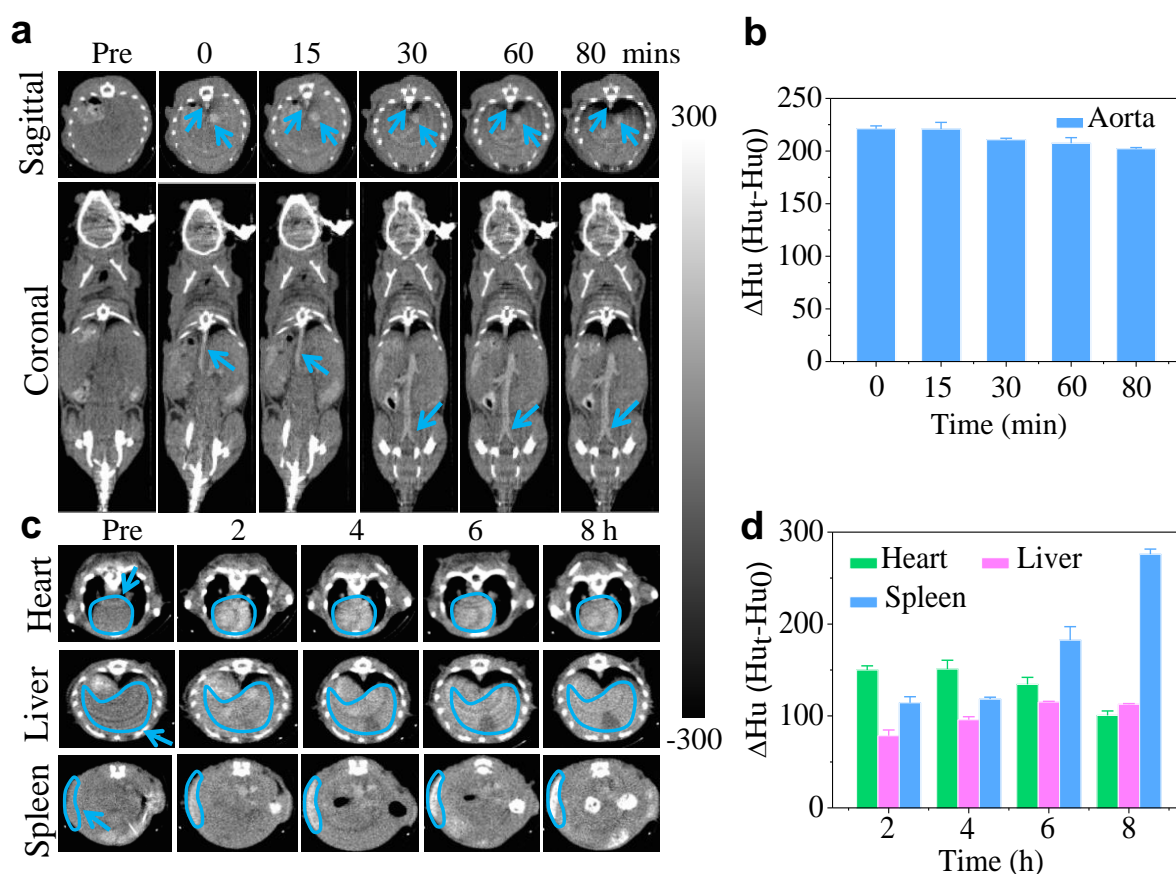 a
Pre 0 15 30 60 80 mins
Sagittal
Coronal
300
-300
b
250
200
150
100
50
0
Aorta
ΔHu (Hut-Hu0)
0 15 30 60 80
Time (min)
c
Pre 2 4 6 8 h
Heart
Liver
Spleen
d
300
200
100
0
Heart Liver
Spleen
ΔHu (Hut-Hu0)
2 4 6 8
Time (h)